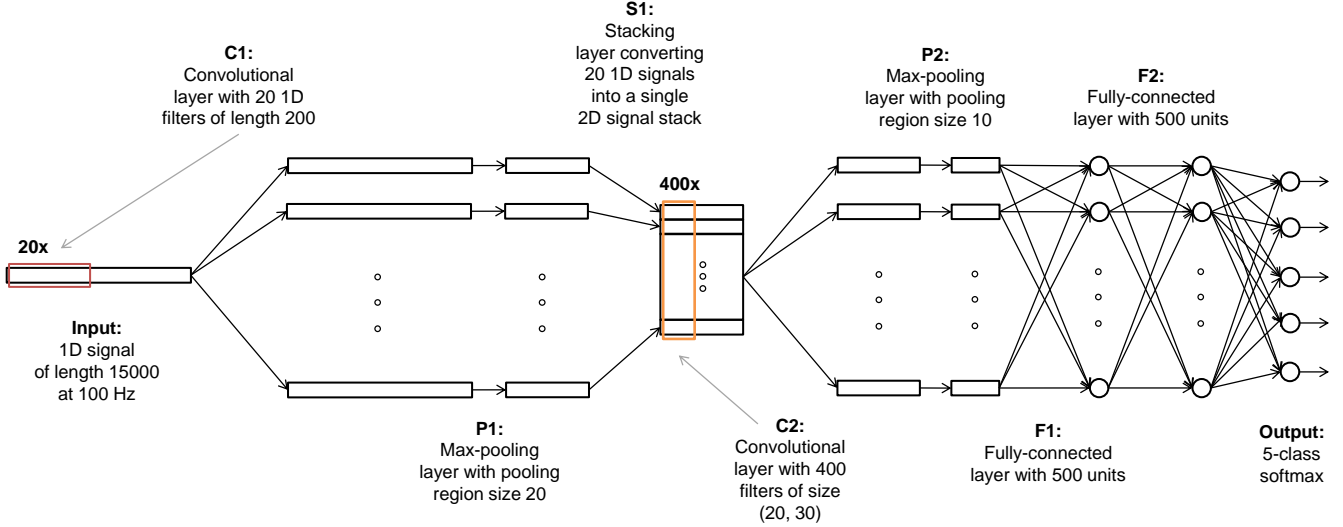 S1:
Stacking
layer converting
20 1D signals
into a single
2D signal stack
C1:
Convolutional
layer with 20 1D
filters of length 200
P2:
Max-pooling
layer with pooling
region size 10
F2:
Fully-connected
layer with 500 units
400x
20x
Input:
1D signal
of length 15000
at 100 Hz
P1:
Max-pooling
layer with pooling
region size 20
C2:
Convolutional
layer with 400
filters of size
(20, 30)
F1:
Fully-connected
layer with 500 units
Output:
5-class
softmax